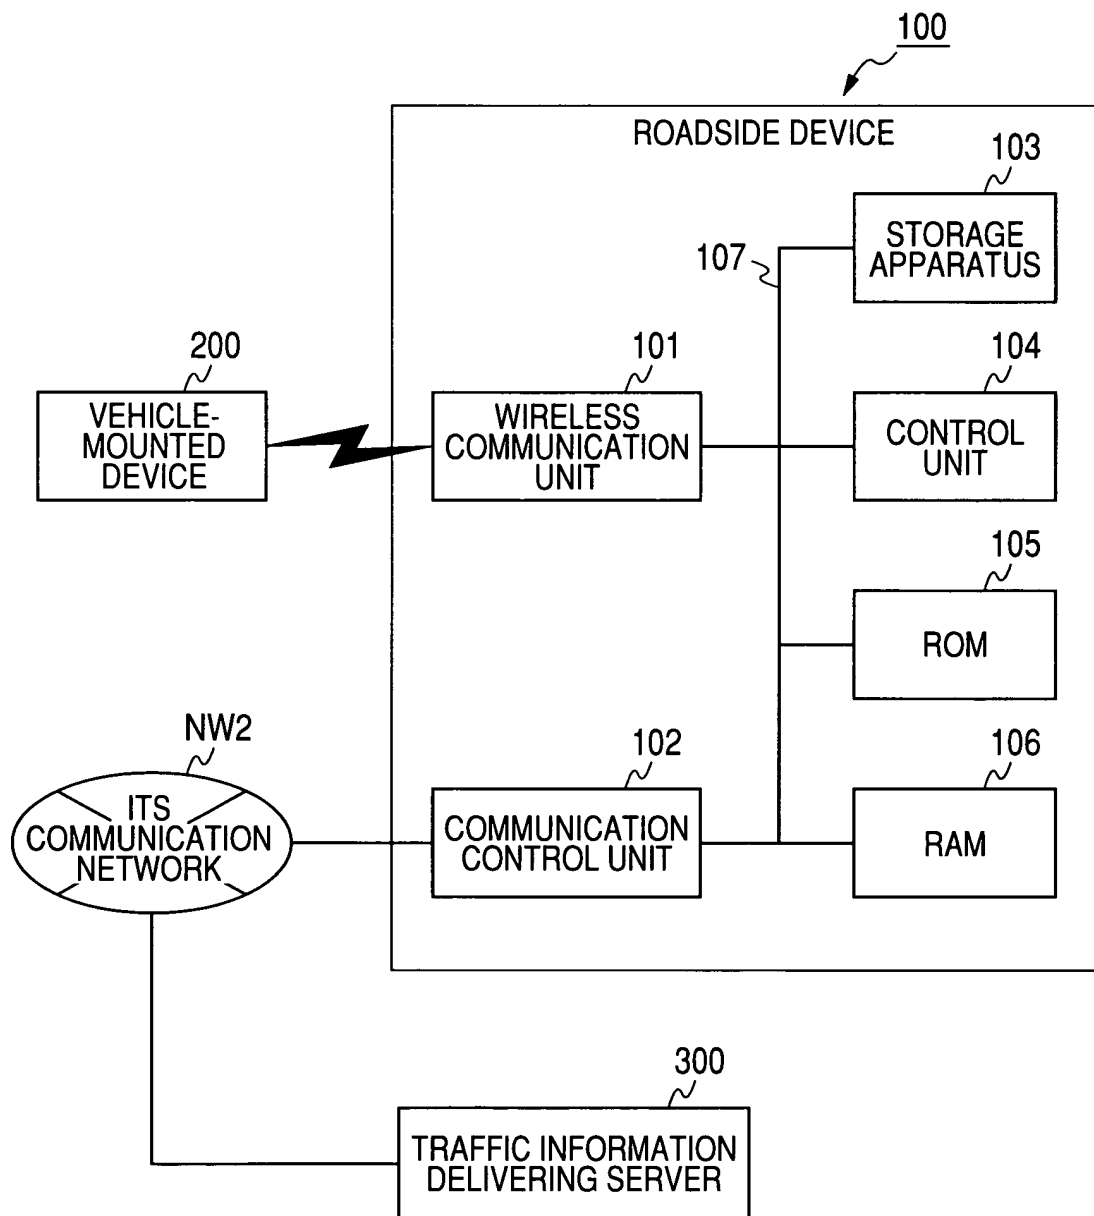 100
ROADSIDE DEVICE
103
STORAGE
APPARATUS
107
200
VEHICLE-
MOUNTED
DEVICE
101
WIRELESS
COMMUNICATION
UNIT
104
CONTROL
UNIT
105
ROM
NW2
ITS
COMMUNICATION
NETWORK
102
COMMUNICATION
CONTROL UNIT
106
RAM
300
TRAFFIC INFORMATION
DELIVERING SERVER